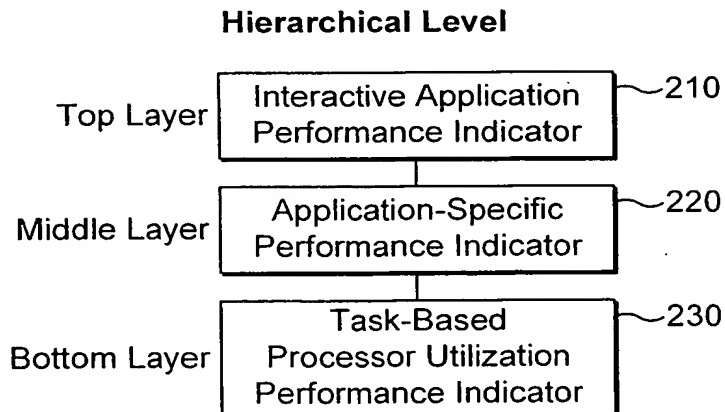 Hierarchical Level
Top Layer
Interactive Application
Performance Indicator
210
Middle Layer
Application-Specific
Performance Indicator
220
Bottom Layer
Task-Based
Processor Utilization
Performance Indicator
230